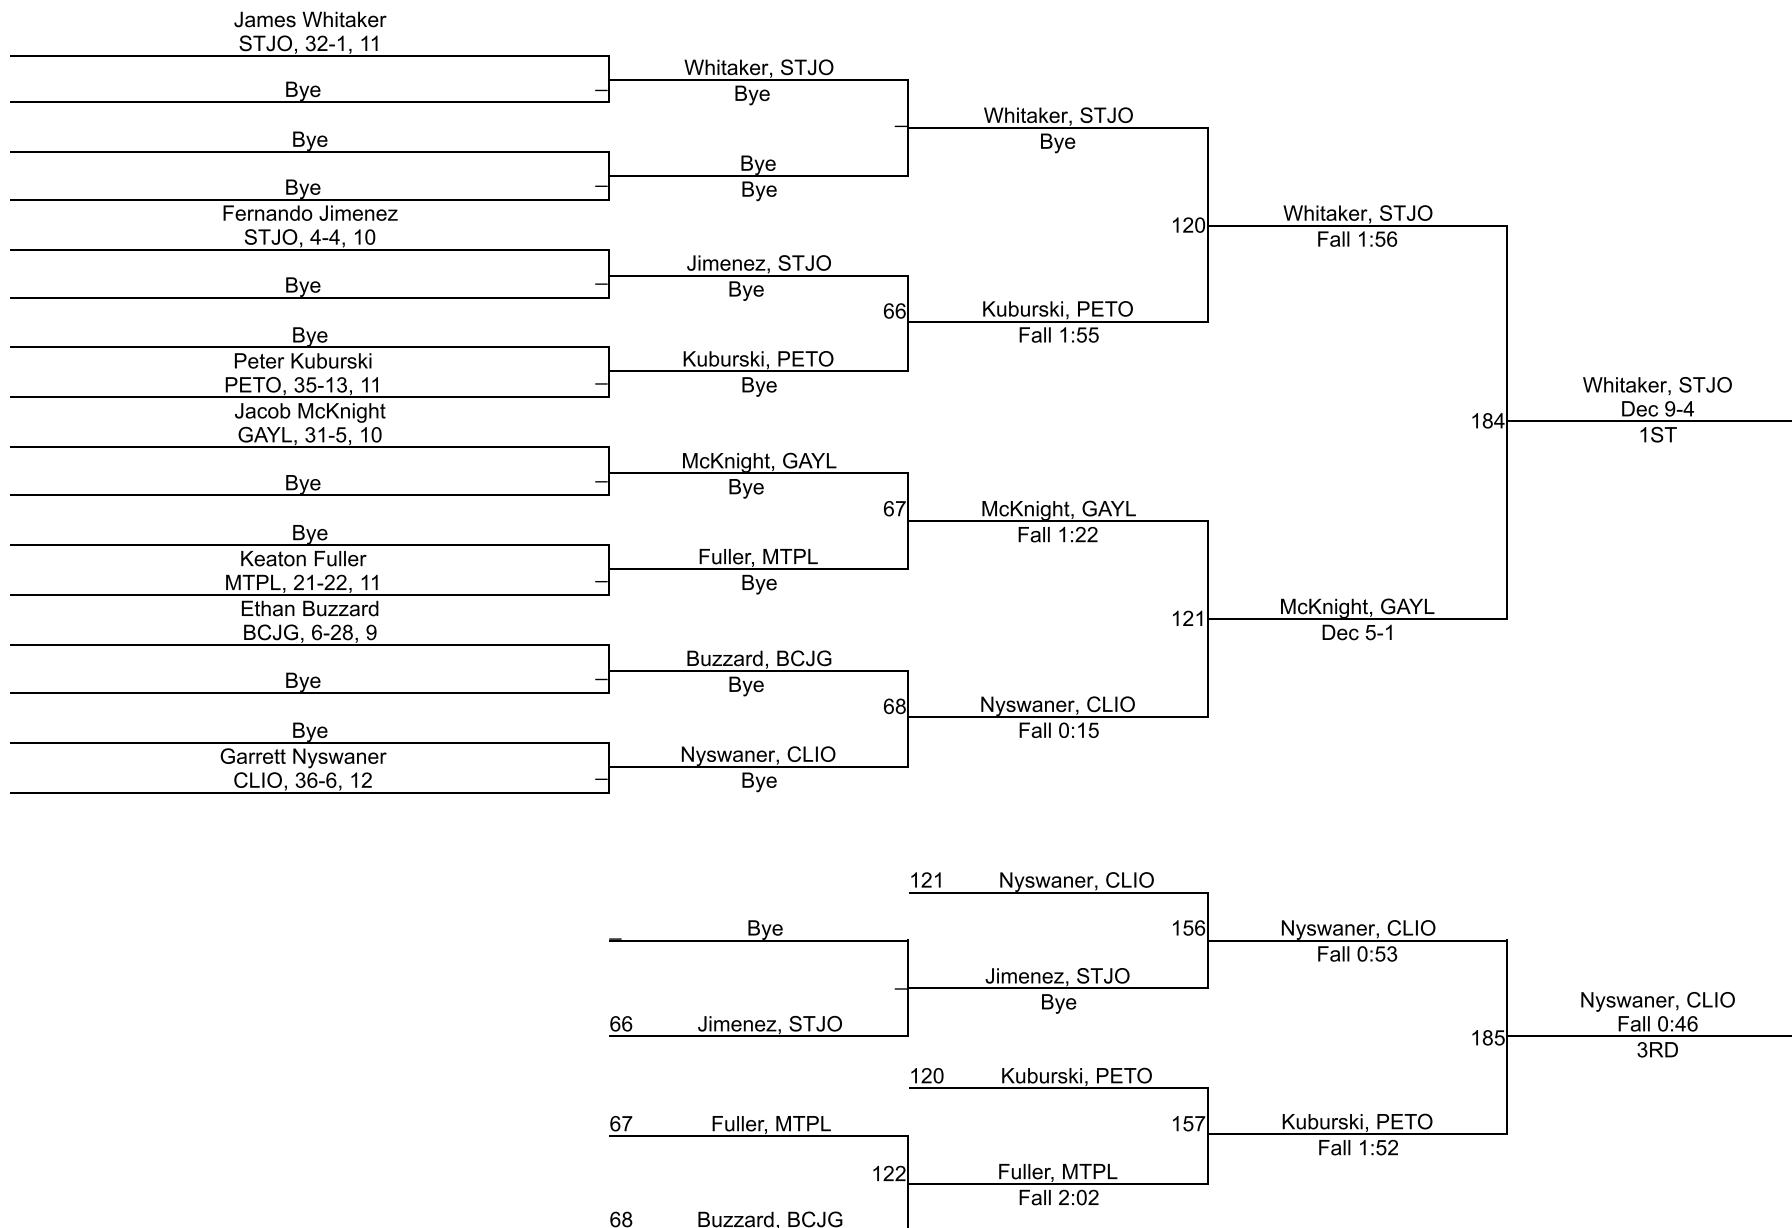 James Whitaker
STJO, 32-1, 11
Bye
Bye
Bye
Fernando Jimenez
STJO, 4-4, 10
Bye
Bye
Peter Kuburski
PETO, 35-13, 11
Jacob McKnight
GAYL, 31-5, 10
Bye
Bye
Keaton Fuller
MTPL, 21-22, 11
Ethan Buzzard
BCJG, 6-28, 9
Bye
Bye
Garrett Nyswaner
CLIO, 36-6, 12
Whitaker, STJO
Bye
Bye
Bye
Jimenez, STJO
Bye
66
Kuburski, PETO
Bye
McKnight, GAYL
Bye
67
Fuller, MTPL
Bye
Buzzard, BCJG
Bye
68
Nyswaner, CLIO
Bye
Whitaker, STJO
Bye
120
Kuburski, PETO
Fall 1:55
McKnight, GAYL
Fall 1:22
121
Nyswaner, CLIO
Fall 0:15
Whitaker, STJO
Fall 1:56
184
McKnight, GAYL
Dec 5-1
Whitaker, STJO
Dec 9-4
1ST
Bye
66 Jimenez, STJO
67 Fuller, MTPL
122
68 Buzzard, BCJG
121 Nyswaner, CLIO
156
Jimenez, STJO
Bye
120 Kuburski, PETO
157
Fuller, MTPL
Fall 2:02
Nyswaner, CLIO
Fall 0:53
185
Kuburski, PETO
Fall 1:52
Nyswaner, CLIO
Fall 0:46
3RD